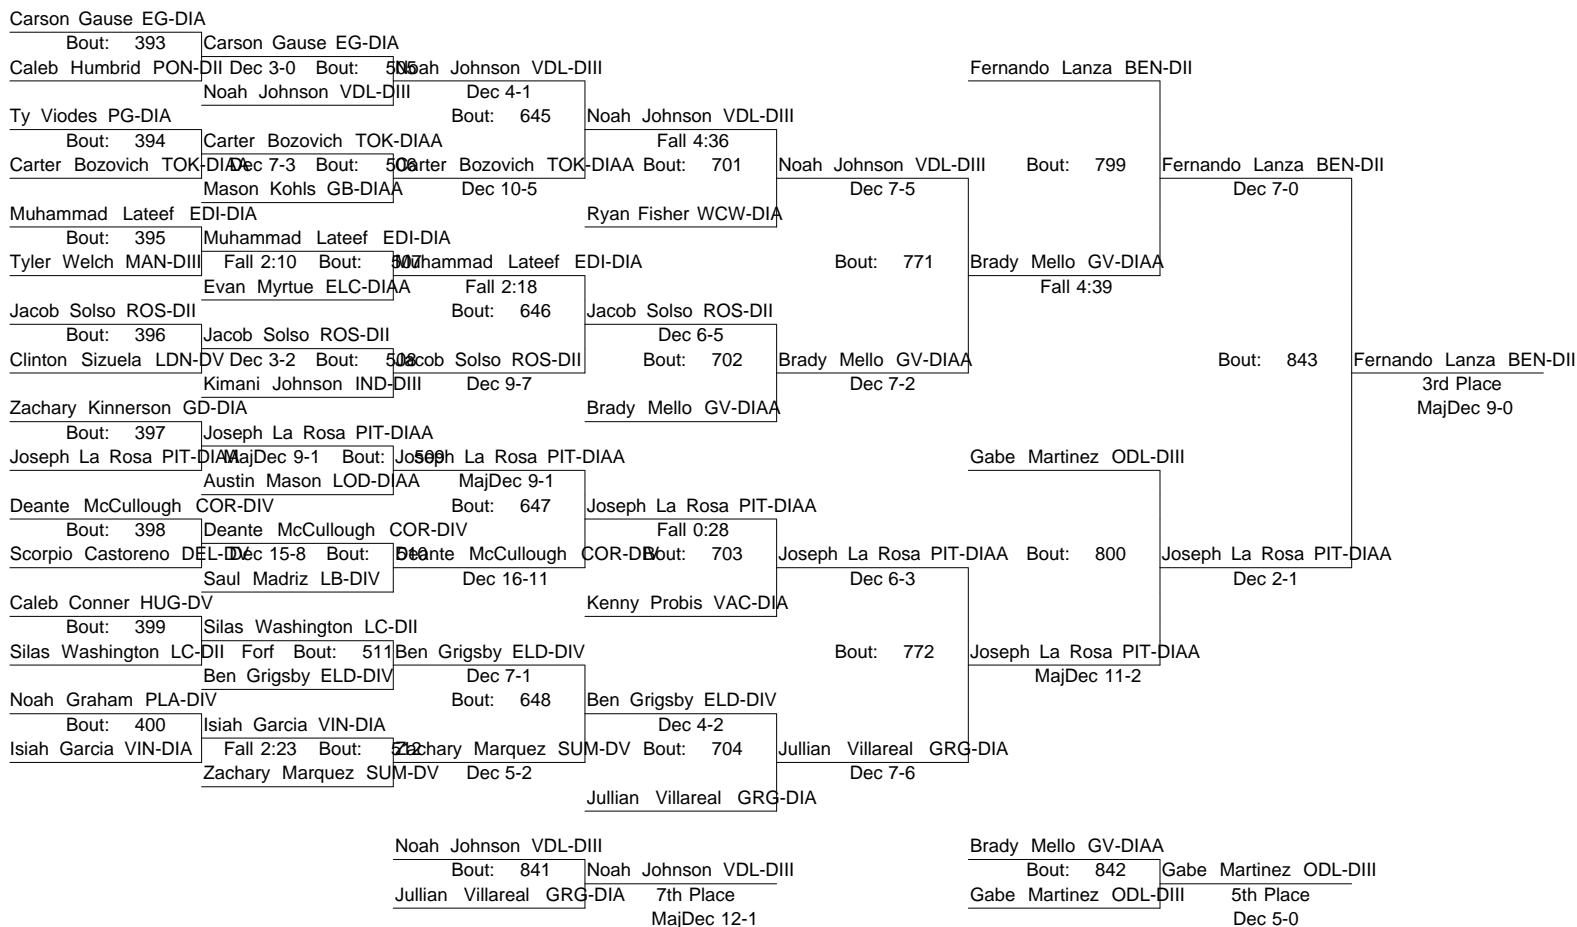 Carson Gause EG-DIA
Bout: 393 Carson Gause EG-DIA
Caleb Humbrid PON-DII Dec 3-0 Bout: 505 Noah Johnson VDL-DIII Fernando Lanza BEN-DII
Noah Johnson VDL-DIII Dec 4-1
Ty Viodes PG-DIA Bout: 645 Noah Johnson VDL-DIII
Bout: 394 Carter Bozovich TOK-DIAA Fall 4:36
Carter Bozovich TOK-DIAA Dec 7-3 Bout: 506 Carter Bozovich TOK-DIAA Bout: 701 Noah Johnson VDL-DIII Bout: 799 Fernando Lanza BEN-DII
Mason Kohls GB-DIAA Dec 10-5 Dec 7-5 Dec 7-0
Muhammad Lateef EDI-DIA Ryan Fisher WCW-DIA
Bout: 395 Muhammad Lateef EDI-DIA
Tyler Welch MAN-DIII Fall 2:10 Bout: 507 Muhammad Lateef EDI-DIA Bout: 771 Brady Mello GV-DIAA
Evan Myrtue ELC-DIAA Fall 2:18 Fall 4:39
Jacob Solso ROS-DII Bout: 646 Jacob Solso ROS-DII
Bout: 396 Jacob Solso ROS-DII Dec 6-5
Clinton Sizuela LDN-DV Dec 3-2 Bout: 508 Jacob Solso ROS-DII Bout: 702 Brady Mello GV-DIAA Bout: 843 Fernando Lanza BEN-DII
Kimani Johnson IND-DIII Dec 9-7 Dec 7-2 3rd Place
Zachary Kinnerson GD-DIA Brady Mello GV-DIAA MajDec 9-0
Bout: 397 Joseph La Rosa PIT-DIAA
Joseph La Rosa PIT-DIAA MajDec 9-1 Bout: 509 Joseph La Rosa PIT-DIAA Gabe Martinez ODL-DIII
Austin Mason LOD-DIAA MajDec 9-1
Deante McCullough COR-DIV Bout: 647 Joseph La Rosa PIT-DIAA
Bout: 398 Deante McCullough COR-DIV Fall 0:28
Scorpio Castoreno DEL-DV Dec 15-8 Bout: 510 Deante McCullough COR-DIV Bout: 703 Joseph La Rosa PIT-DIAA Bout: 800 Joseph La Rosa PIT-DIAA
Saul Madriz LB-DIV Dec 16-11 Dec 6-3 Dec 2-1
Caleb Conner HUG-DV Kenny Probis VAC-DIA
Bout: 399 Silas Washington LC-DII
Silas Washington LC-DII Forf Bout: 511 Ben Grigsby ELD-DIV Bout: 772 Joseph La Rosa PIT-DIAA
Ben Grigsby ELD-DIV Dec 7-1 MajDec 11-2
Noah Graham PLA-DIV Bout: 648 Ben Grigsby ELD-DIV
Bout: 400 Isiah Garcia VIN-DIA Dec 4-2
Isiah Garcia VIN-DIA Fall 2:23 Bout: 512 Zachary Marquez SUM-DV Bout: 704 Jullian Villareal GRG-DIA
Zachary Marquez SUM-DV Dec 5-2 Dec 7-6
Jullian Villareal GRG-DIA
Noah Johnson VDL-DIII Brady Mello GV-DIAA
Bout: 841 Noah Johnson VDL-DIII Bout: 842 Gabe Martinez ODL-DIII
Jullian Villareal GRG-DIA 7th Place Gabe Martinez ODL-DIII 5th Place
MajDec 12-1 Dec 5-0